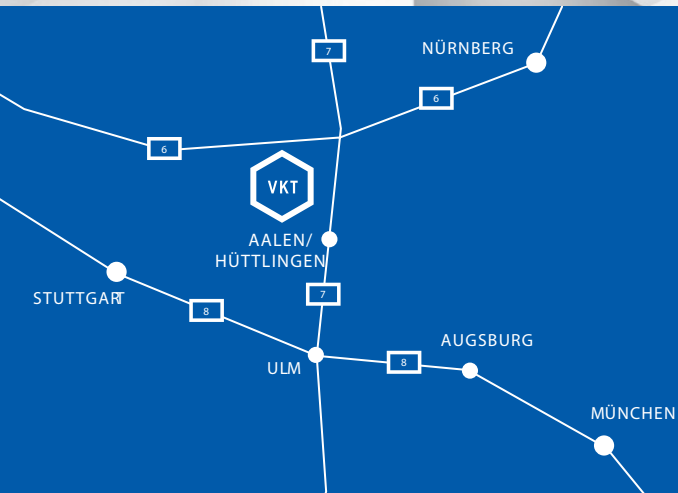 7
NÜRNBERG
6
6
VKT
AALEN/
HÜTTLINGEN
7
STUTTGART
8
AUGSBURG
ULM
8
MÜNCHEN